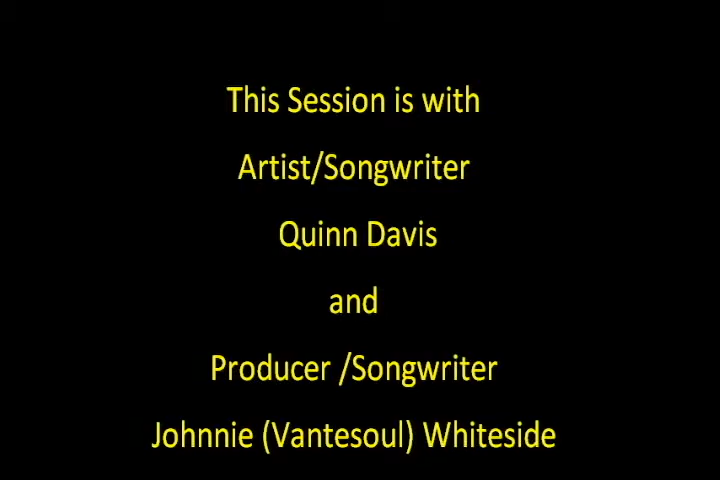 This Session is with
Artist/Songwriter
Quinn Davis
and
Producer /Songwriter
Johnnie (Vantesoul) Whiteside